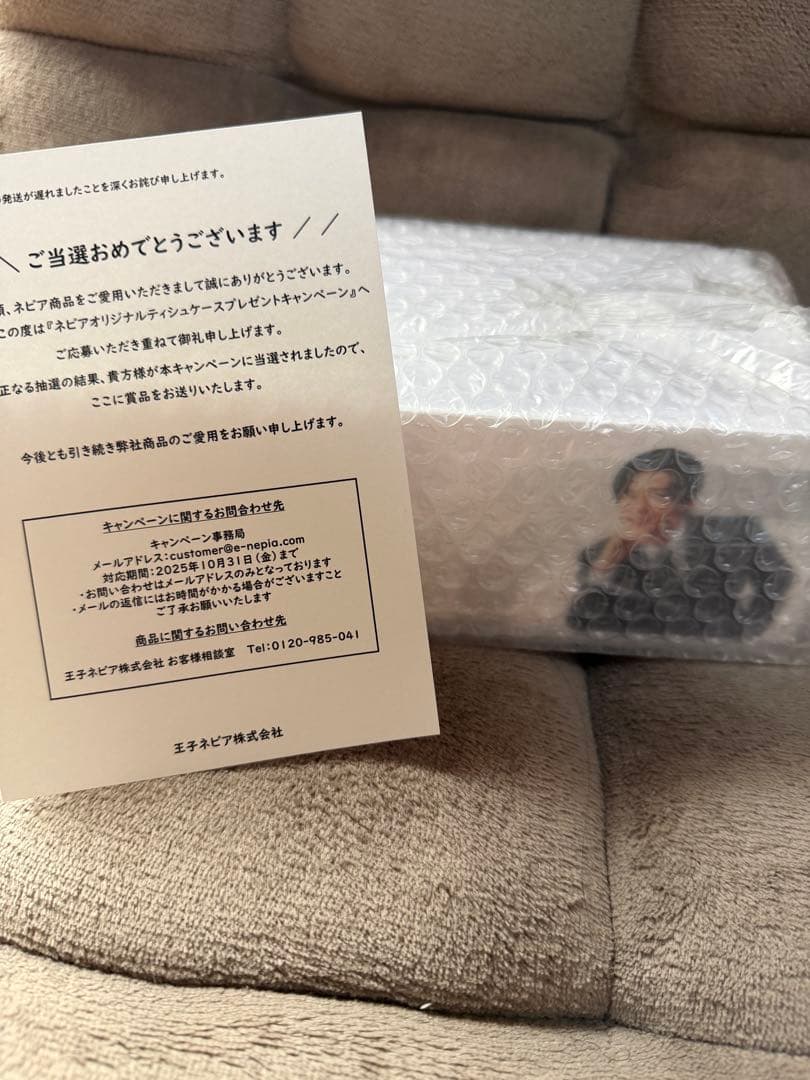 発送が遅れましたことを深くお詫び申し上げます。
ご当選おめでとうございます
、ネピア商品をご愛用いただきまして誠にありがとうございます。
この度は『ネピアオリジナルティシュケースプレゼントキャンペーン』へ
ご応募いただき重ねて御礼申し上げます。
正なる抽選の結果、貴方様が本キャンペーンに当選されましたので、
ここに賞品をお送りいたします。
今後とも引き続き弊社商品のご愛用をお願い申し上げます。
キャンペーンに関するお問合わせ先
キャンペーン事務局
メールアドレス:customer@e-nepia.com
対応期間:2025年10月31日(金)まで
・お問い合わせはメールアドレスのみとなっております
・メールの返信にはお時間がかかる場合がございますこと
ご了承お願いいたします
商品に関するお問い合わせ先
王子ネピア株式会社 お客様相談室 Tel:0120-985-041
王子ネピア株式会社